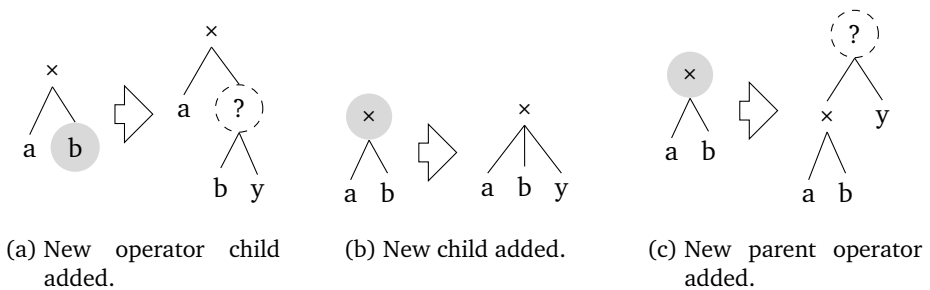 ×
a b
×
a ?
b y
×
a b
×
a b y
×
a b
?
× y
a b
(a) New operator child
added.
(b) New child added.
(c) New parent operator
added.